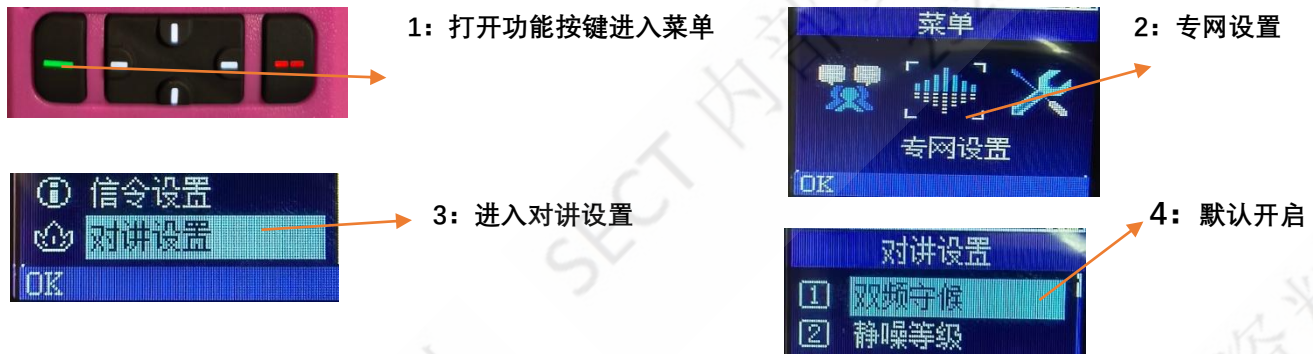 1：打开功能按键进入菜单
菜单
专网设置
OK
2：专网设置
信令设置
对讲设置
OK
3：进入对讲设置
对讲设置
1 双频守候
2 静噪等级
4：默认开启
SECT 内部